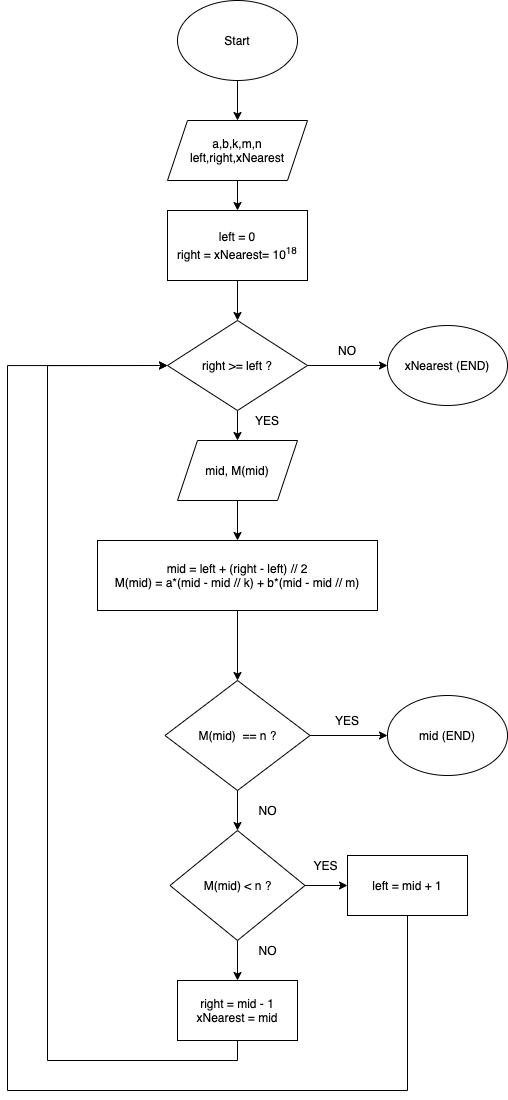 Start
a,b,k,m,n
left,right,xNearest
left = 0
right = xNearest= 10¹⁸
right >= left ?
NO
xNearest (END)
YES
mid, M(mid)
mid = left + (right - left) // 2
M(mid) = a*(mid - mid // k) + b*(mid - mid // m)
M(mid)  == n ?
YES
mid (END)
NO
M(mid) < n ?
YES
left = mid + 1
NO
right = mid - 1
xNearest = mid